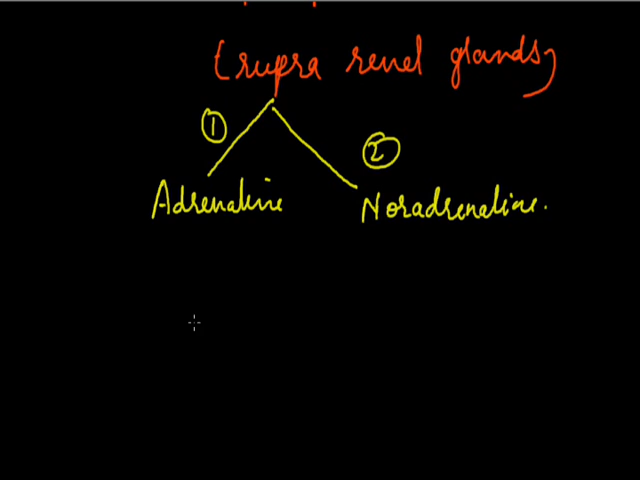 (supra renel glands)
① ②
Adrenaline Noradrenaline.